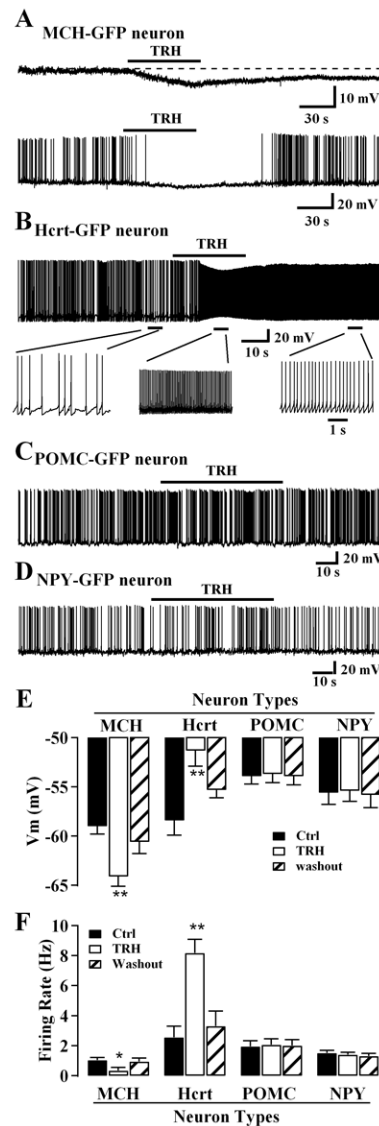 A
MCH-GFP neuron
TRH
10 mV
30 s
TRH
20 mV
30 s
B
Hcrt-GFP neuron
TRH
20 mV
10 s
1 s
C
POMC-GFP neuron
TRH
20 mV
10 s
D
NPY-GFP neuron
TRH
20 mV
10 s
E
Neuron Types
MCH Hcrt POMC NPY
-50
-55
-60
-65
Vm (mV)
**
**
Ctrl
TRH
washout
F
10
8
6
4
2
0
Firing Rate (Hz)
Ctrl
TRH
Washout
*
**
MCH Hcrt POMC NPY
Neuron Types